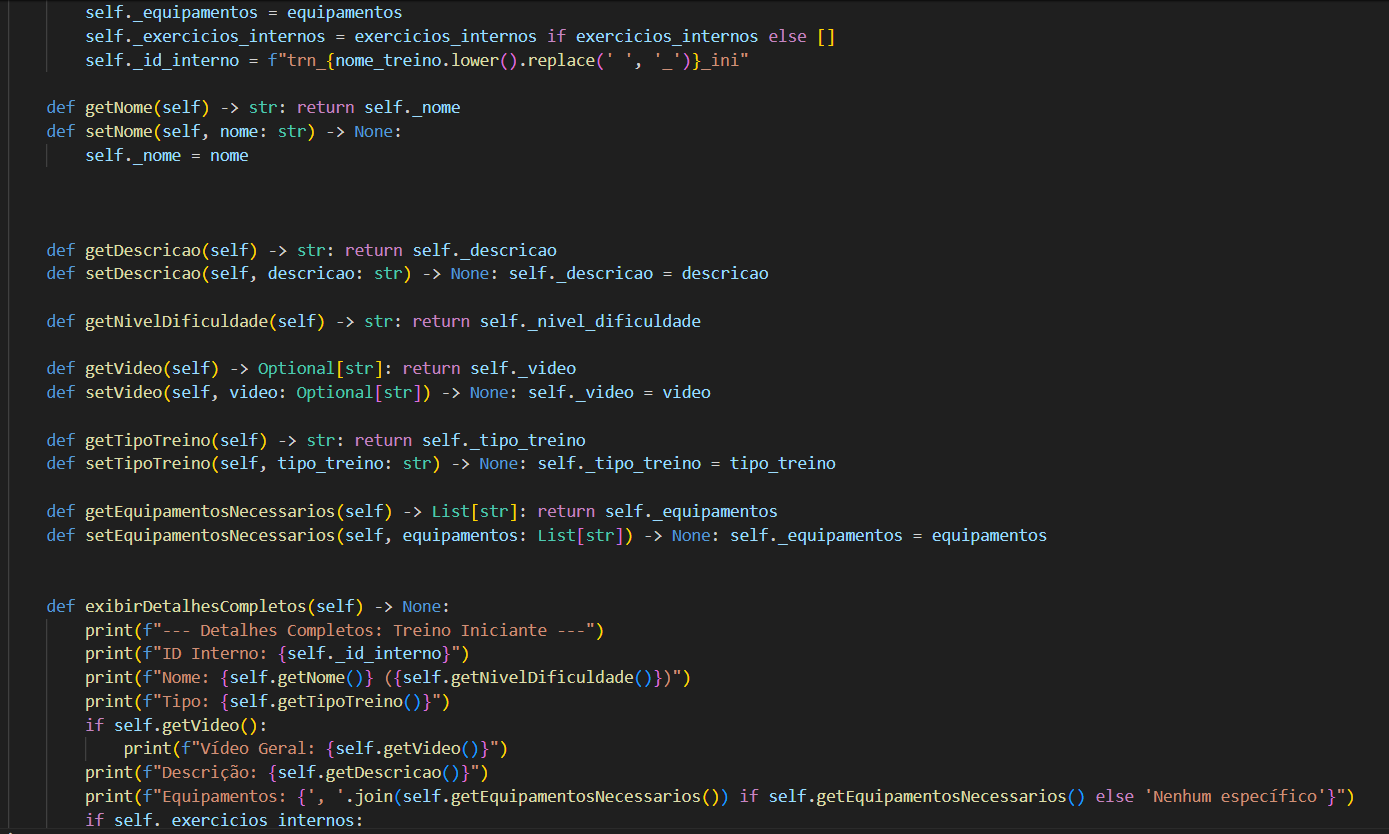 self._equipamentos = equipamentos
self._exercicios_internos = exercicios_internos if exercicios_internos else []
self._id_interno = f"trn_{nome_treino.lower().replace(' ', '_')}_ini"
def getNome(self) -> str: return self._nome
def setNome(self, nome: str) -> None:
self._nome = nome
def getDescricao(self) -> str: return self._descricao
def setDescricao(self, descricao: str) -> None: self._descricao = descricao
def getNivelDificuldade(self) -> str: return self._nivel_dificuldade
def getVideo(self) -> Optional[str]: return self._video
def setVideo(self, video: Optional[str]) -> None: self._video = video
def getTipoTreino(self) -> str: return self._tipo_treino
def setTipoTreino(self, tipo_treino: str) -> None: self._tipo_treino = tipo_treino
def getEquipamentosNecessarios(self) -> List[str]: return self._equipamentos
def setEquipamentosNecessarios(self, equipamentos: List[str]) -> None: self._equipamentos = equipamentos
def exibirDetalhesCompletos(self) -> None:
print(f"--- Detalhes Completos: Treino Iniciante ---")
print(f"ID Interno: {self._id_interno}")
print(f"Nome: {self.getNome()} ({self.getNivelDificuldade()})")
print(f"Tipo: {self.getTipoTreino()}")
if self.getVideo():
print(f"Vídeo Geral: {self.getVideo()}")
print(f"Descrição: {self.getDescricao()}")
print(f"Equipamentos: {', '.join(self.getEquipamentosNecessarios()) if self.getEquipamentosNecessarios() else 'Nenhum específico'}")
if self._exercicios_internos: